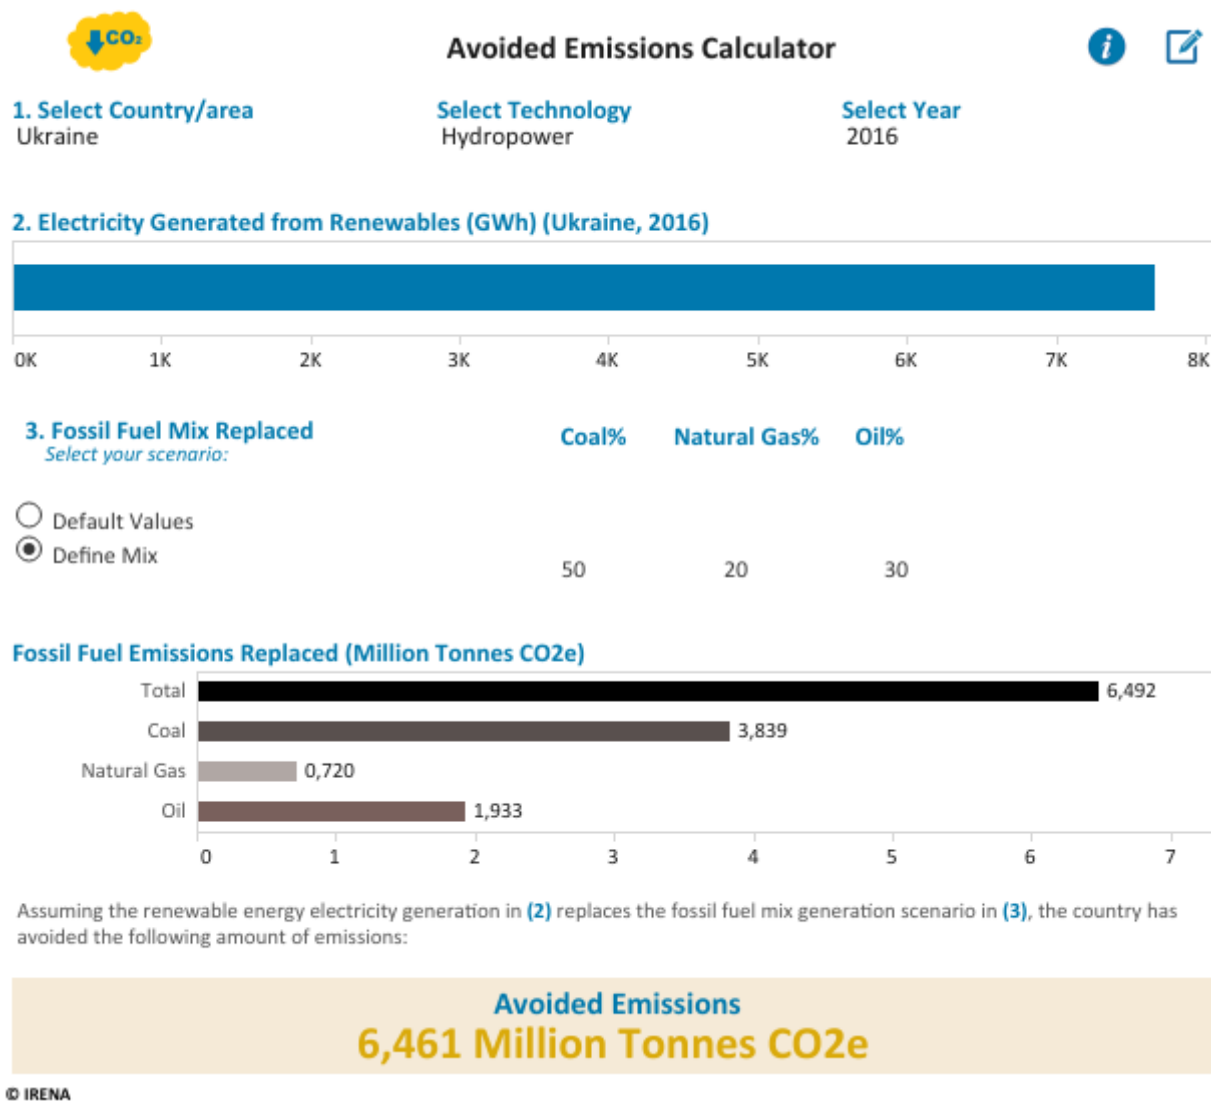 CO₂
Avoided Emissions Calculator
i
1. Select Country/area Select Technology Select Year
Ukraine Hydropower 2016
2. Electricity Generated from Renewables (GWh) (Ukraine, 2016)
0K 1K 2K 3K 4K 5K 6K 7K 8K
3. Fossil Fuel Mix Replaced Coal% Natural Gas% Oil%
Select your scenario:
Default Values
Define Mix
50 20 30
Fossil Fuel Emissions Replaced (Million Tonnes CO2e)
Total 6,492
Coal 3,839
Natural Gas 0,720
Oil 1,933
0 1 2 3 4 5 6 7
Assuming the renewable energy electricity generation in (2) replaces the fossil fuel mix generation scenario in (3), the country has
avoided the following amount of emissions:
Avoided Emissions
6,461 Million Tonnes CO2e
© IRENA